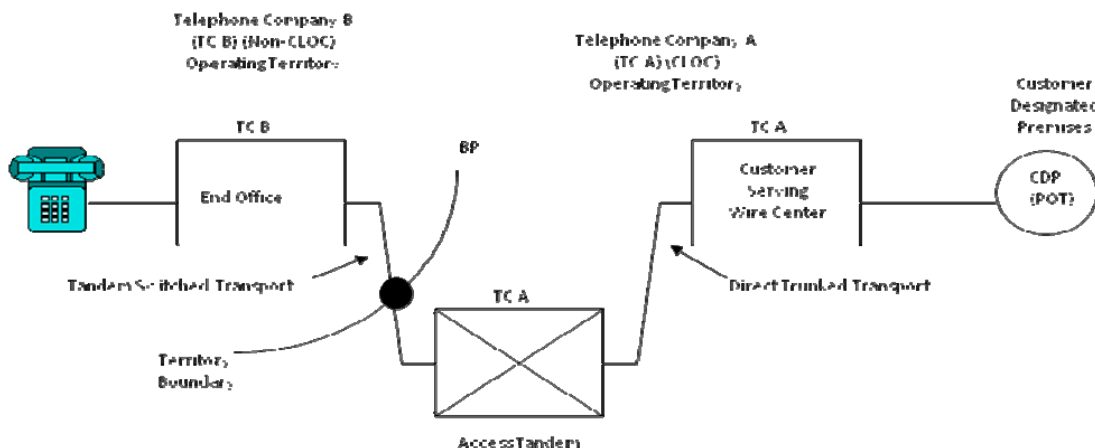 Telephone Company B
(TC B) (Non-CLOC)
Operating Territory
Telephone Company A
(TC A) (CLOC)
Operating Territory
Customer
Designated
Premises
TC B
BP
TC A
End Office
Customer
Serving
Wire Center
CDP
(POT)
Tandem Switched Transport
TC A
Direct Trunked Transport
Territory
Boundary
Access Tandem